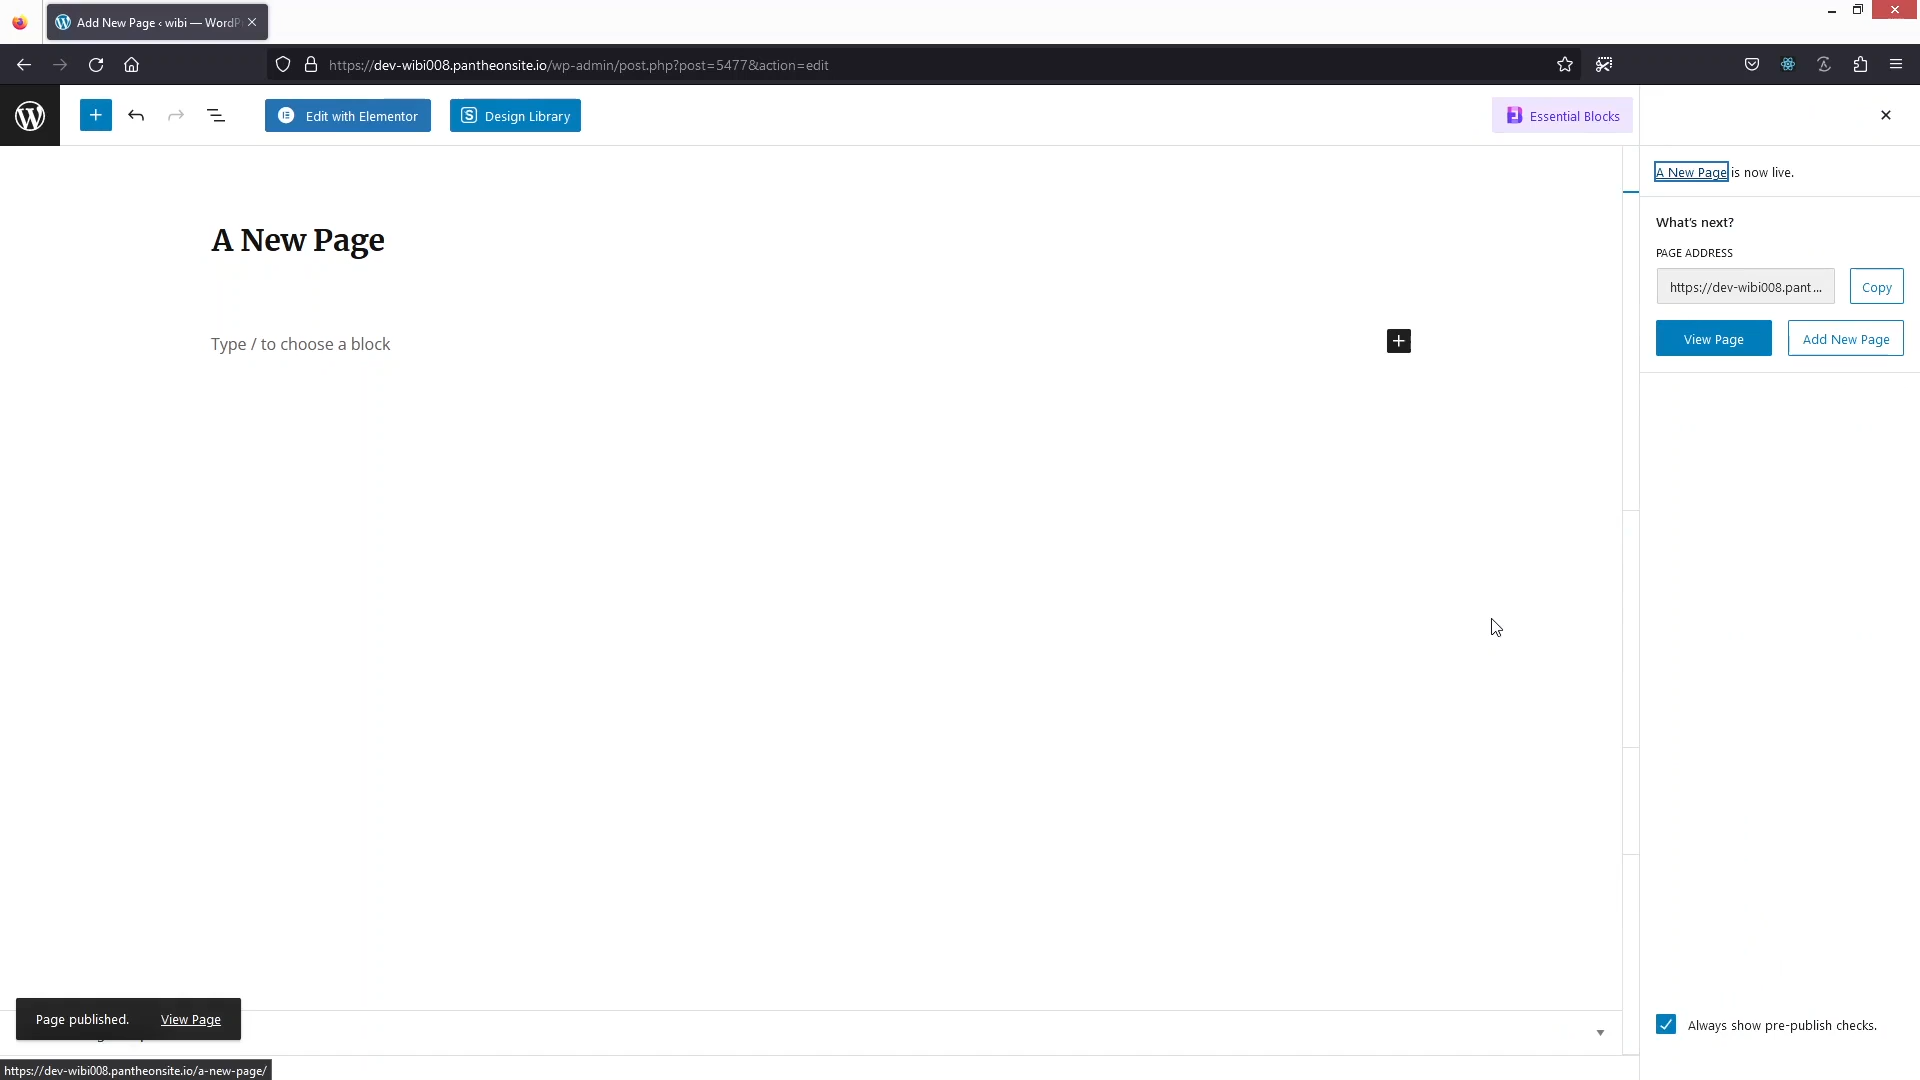 Add New Page ‹ wibi — WordP
https://dev-wibi008.pantheonsite.io/wp-admin/post.php?post=5477&action=edit
+ Edit with Elementor Design Library Essential Blocks
A New Page is now live.
What's next?
PAGE ADDRESS
https://dev-wibi008.pant... Copy
View Page Add New Page
A New Page
Type / to choose a block
Page published. View Page
Always show pre-publish checks.
https://dev-wibi008.pantheonsite.io/a-new-page/